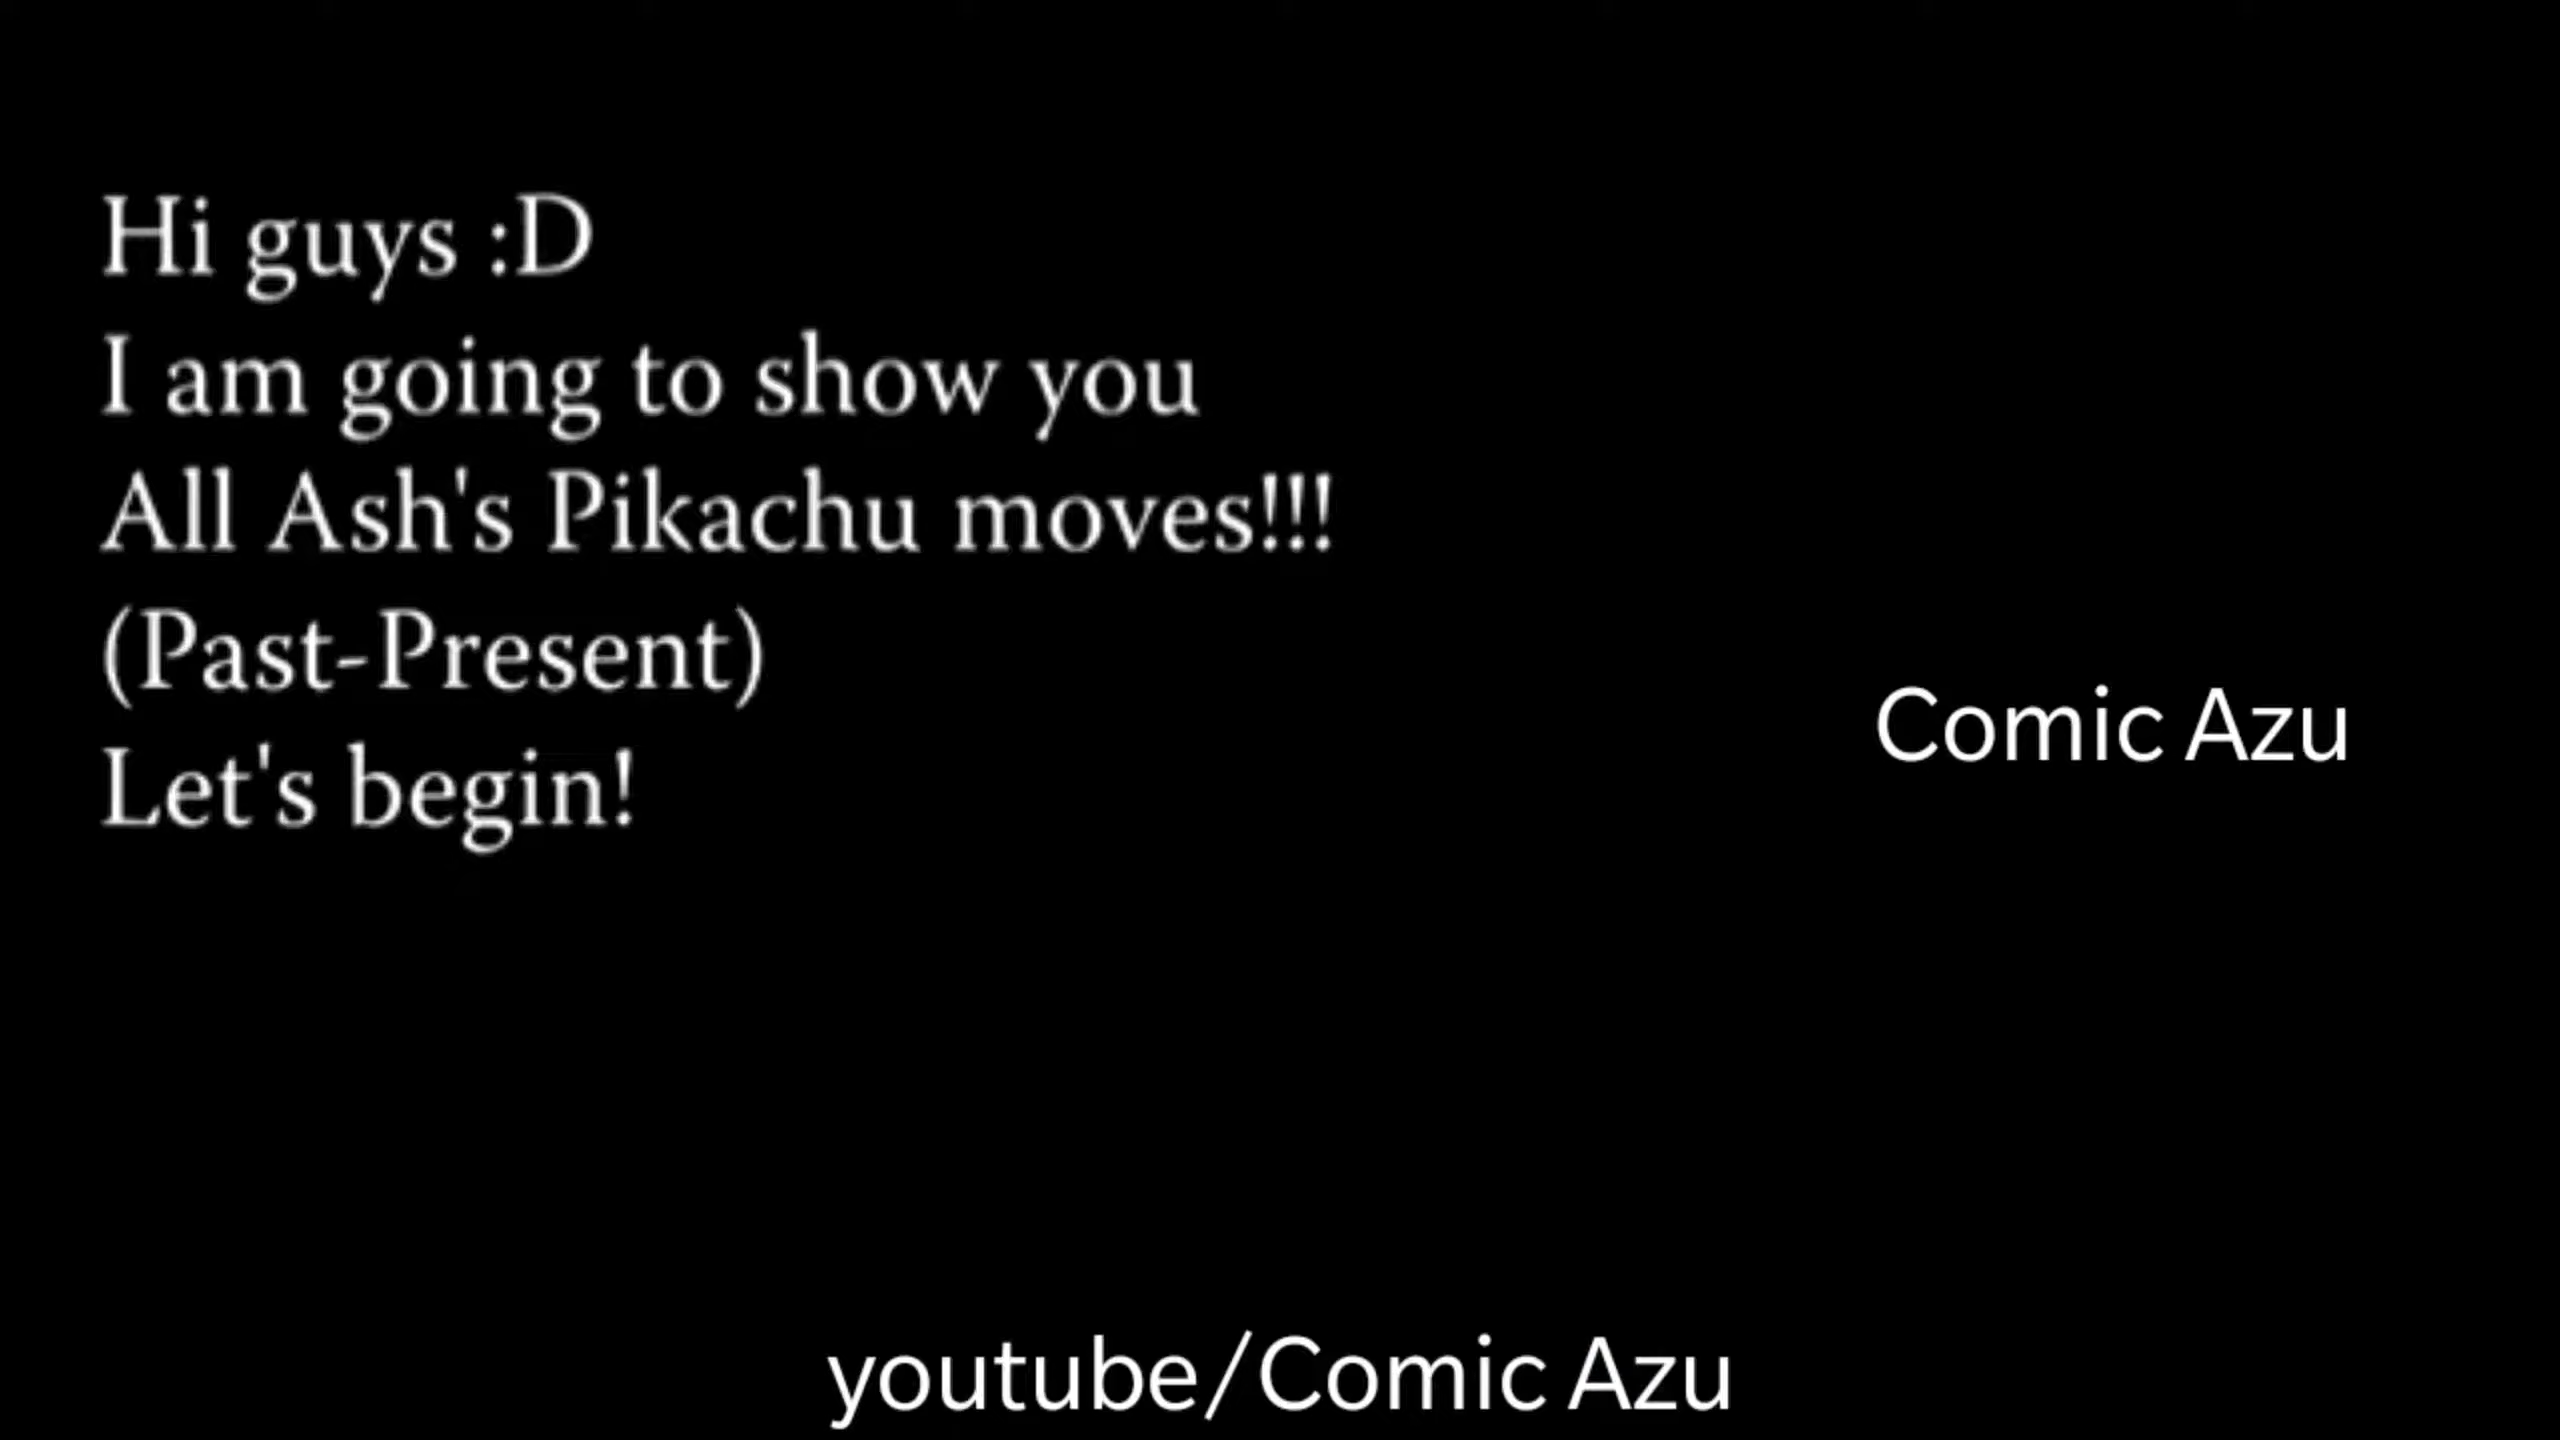 Hi guys :D
I am going to show you
All Ash's Pikachu moves!!!
(Past-Present)
Let's begin!
Comic Azu
youtube/Comic Azu